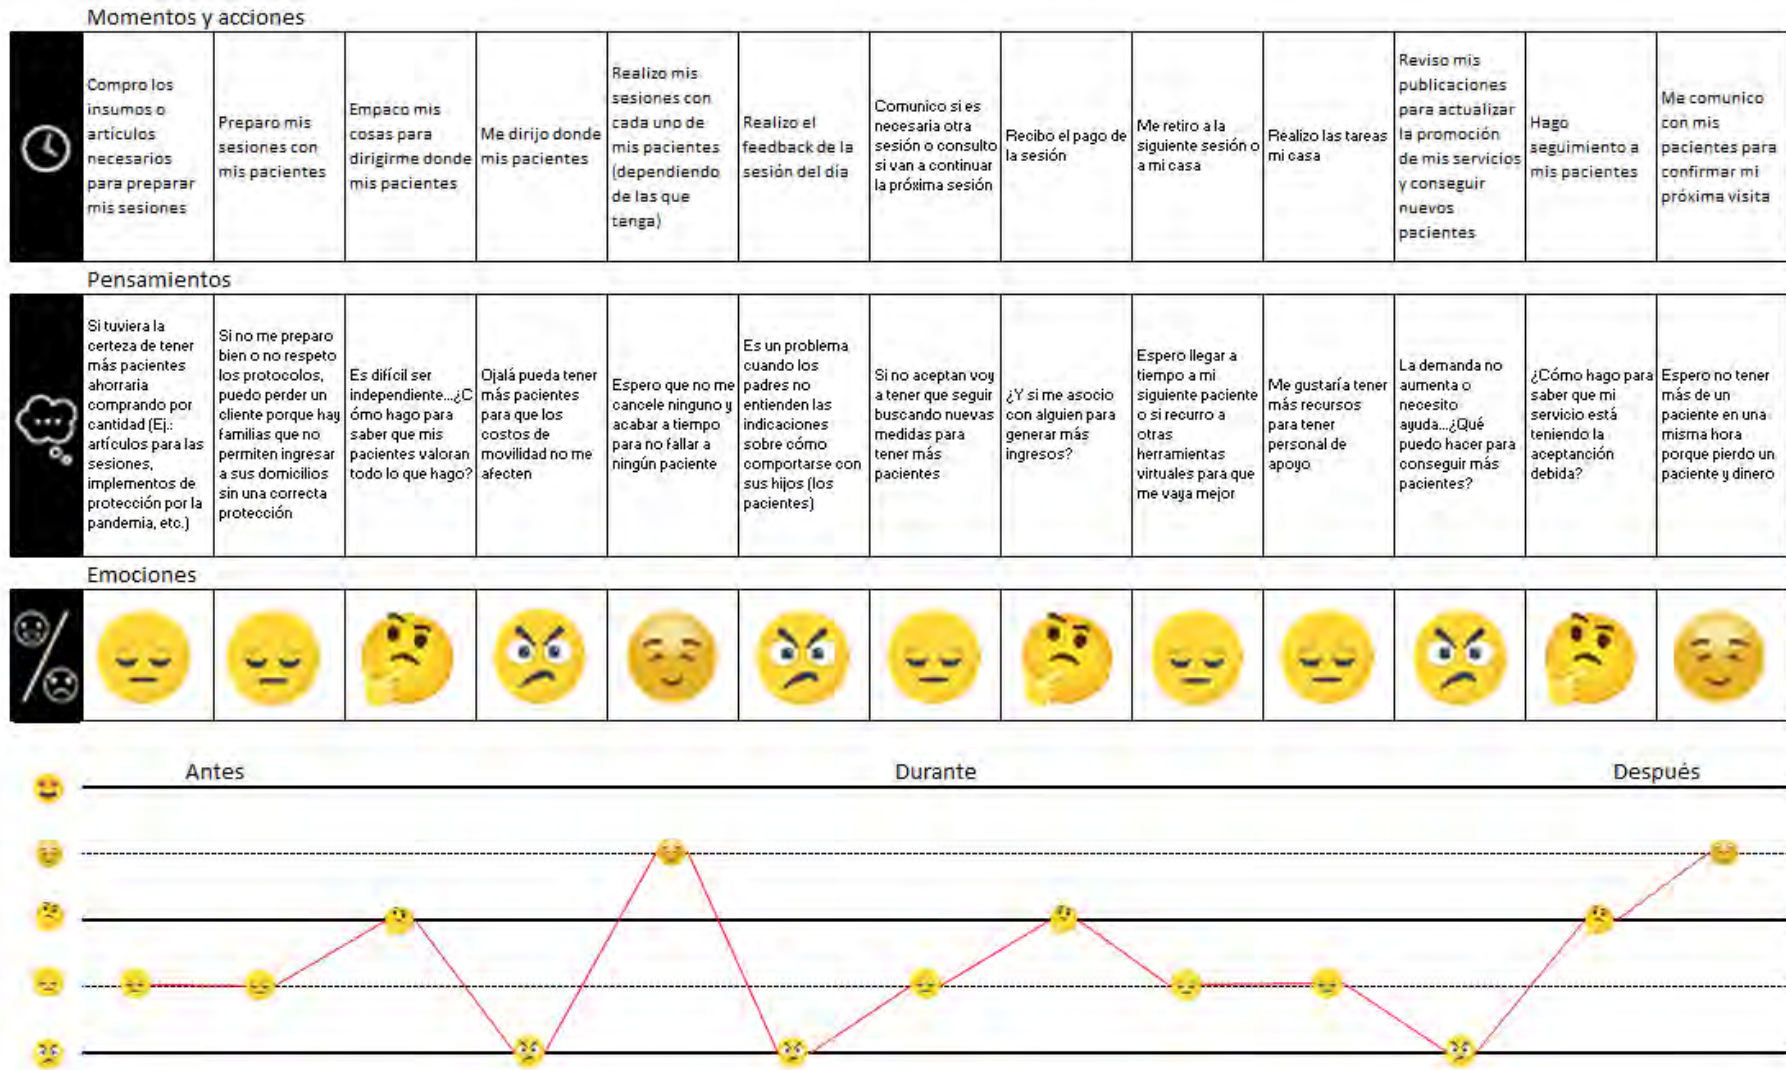 Momentos y acciones
Compro los
insumos o
artículos
necesarios
para preparar
mis sesiones
Preparo mis
sesiones con
mis pacientes
Empaco mis
cosas para
dirigirme donde
mis pacientes
Me dirijo donde
mis pacientes
Realizo mis
sesiones con
cada uno de
mis pacientes
(dependiendo
de las que
tenga)
Realizo el
feedback de la
sesión del día
Comunico si es
necesaria otra
sesión o consulto
si van a continuar
la próxima sesión
Recibo el pago de
la sesión
Me retiro a la
siguiente sesión o
a mi casa
Realizo las tareas
mi casa
Reviso mis
publicaciones
para actualizar
la promoción
de mis servicios
y conseguir
nuevos
pacientes
Hago
seguimiento a
mis pacientes
Me comunico
con mis
pacientes para
confirmar mi
próxima visita
Pensamientos
Si tuviera la
certeza de tener
más pacientes
ahorraría
comprando por
cantidad (Ej.:
artículos para las
sesiones,
implementos de
protección por la
pandemia, etc.)
Si no me preparo
bien o no respeto
los protocolos,
puedo perder un
cliente porque hay
familias que no
permiten ingresar
a sus domicilios
sin una correcta
protección
Es difícil ser
independiente...¿C
ómo hago para
saber que mis
pacientes valoran
todo lo que hago?
Ojalá pueda tener
más pacientes
para que los
costos de
movilidad no me
afecten
Espero que no me
cancele ninguno y
acabar a tiempo
para no fallar a
ningún paciente
Es un problema
cuando los
padres no
entienden las
indicaciones
sobre cómo
comportarse con
sus hijos (los
pacientes)
Si no aceptan voy
a tener que seguir
buscando nuevas
medidas para
tener más
pacientes
¿Y si me asocio
con alguien para
generar más
ingresos?
Espero llegar a
tiempo a mi
siguiente paciente
o si recurro a
otras
herramientas
virtuales para que
me vaya mejor
Me gustaría tener
más recursos
para tener
personal de
apoyo
La demanda no
aumenta o
necesito
ayuda...¿Qué
puedo hacer para
conseguir más
pacientes?
¿Cómo hago para
saber que mi
servicio está
teniendo la
aceptanción
debida?
Espero no tener
más de un
paciente en una
misma hora
porque pierdo un
paciente y dinero
Emociones
Antes
Durante
Después